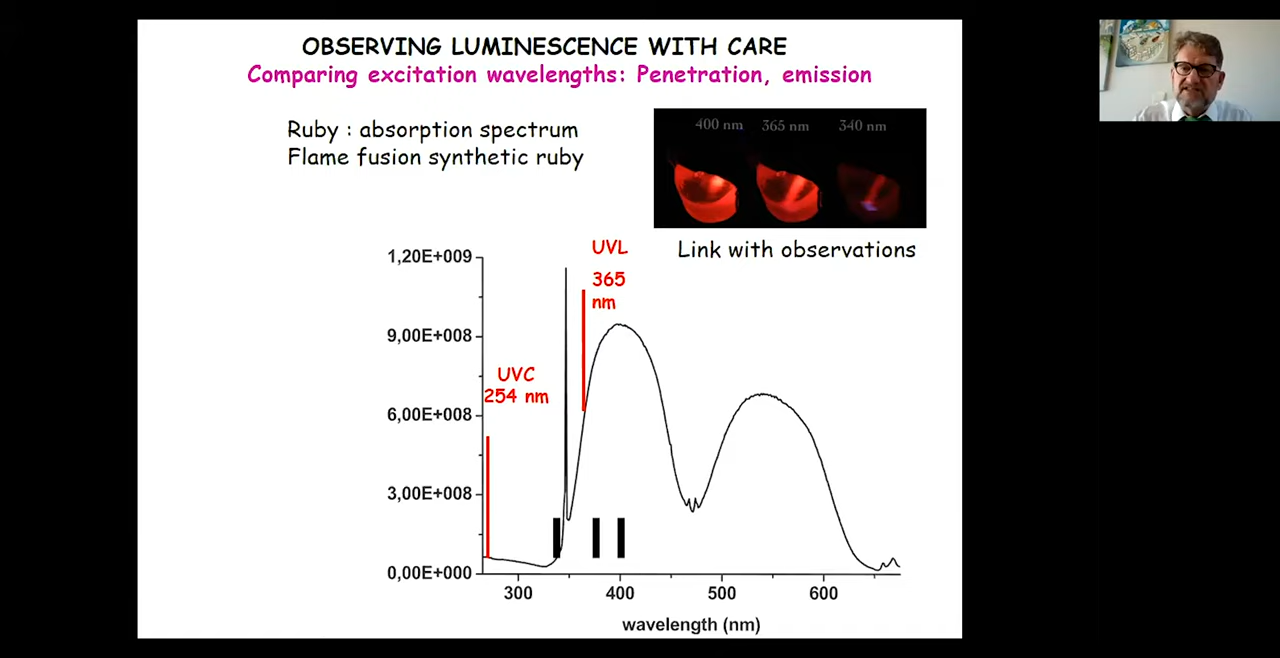 OBSERVING LUMINESCENCE WITH CARE
Comparing excitation wavelengths: Penetration, emission
Ruby : absorption spectrum
Flame fusion synthetic ruby
400 nm 365 nm 340 nm
Link with observations
UVL
365
nm
UVC
254 nm
1,20E+009
9,00E+008
6,00E+008
3,00E+008
0,00E+000
300 400 500 600
wavelength (nm)